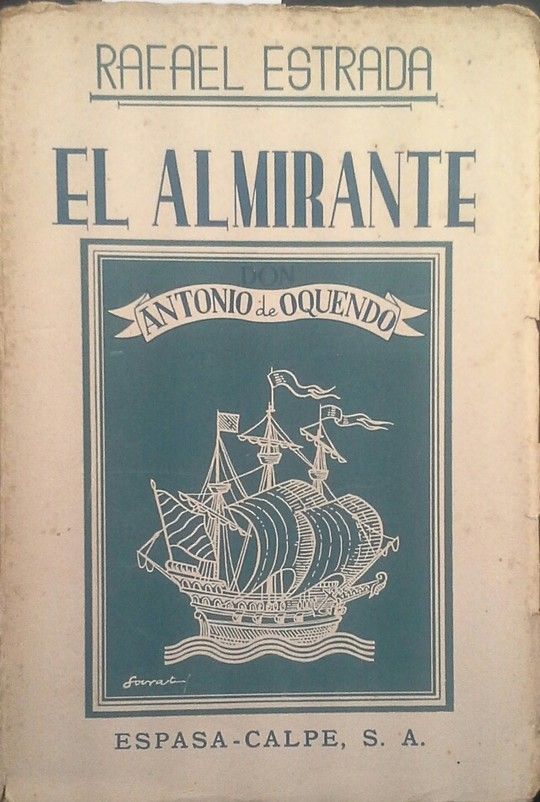 RAFAEL ESTRADA
EL ALMIRANTE
DON
ANTONIO de OQUENDO
ESPASA-CALPE, S. A.